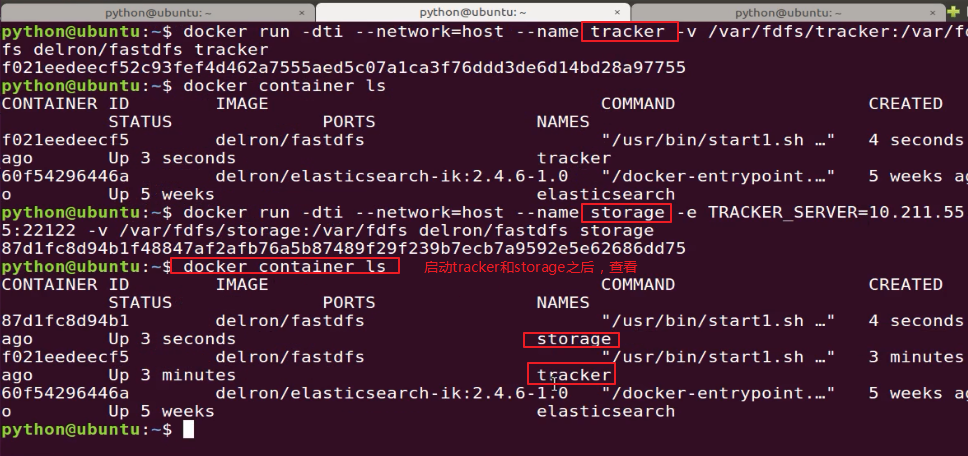 python@ubuntu: ~ × python@ubuntu: ~ × python@ubuntu: ~ ×
python@ubuntu:~$ docker run -dti --network=host --name tracker -v /var/fdfs/tracker:/var/fd
fs delron/fastdfs tracker
f021eedeecf52c93fef4d462a7555aed5c07a1ca3f76ddd3de6d14bd28a97755
python@ubuntu:~$ docker container ls
CONTAINER ID IMAGE COMMAND CREATED
STATUS PORTS NAMES
f021eedeecf5 delron/fastdfs "/usr/bin/start1.sh …" 4 seconds
ago Up 3 seconds tracker
60f54296446a delron/elasticsearch-ik:2.4.6-1.0 "/docker-entrypoint.…" 5 weeks ag
o Up 5 weeks elasticsearch
python@ubuntu:~$ docker run -dti --network=host --name storage -e TRACKER_SERVER=10.211.55
5:22122 -v /var/fdfs/storage:/var/fdfs delron/fastdfs storage
87d1fc8d94b1f48847af2afb76a5b87489f29f239b7ecb7a9592e5e62686dd75
python@ubuntu:~$ docker container ls 启动tracker和storage之后，查看
CONTAINER ID IMAGE COMMAND CREATED
STATUS PORTS NAMES
87d1fc8d94b1 delron/fastdfs "/usr/bin/start1.sh …" 4 seconds
ago Up 3 seconds storage
f021eedeecf5 delron/fastdfs "/usr/bin/start1.sh …" 3 minutes
ago Up 3 minutes tracker
60f54296446a delron/elasticsearch-ik:2.4.6-1.0 "/docker-entrypoint.…" 5 weeks ag
o Up 5 weeks elasticsearch
python@ubuntu:~$